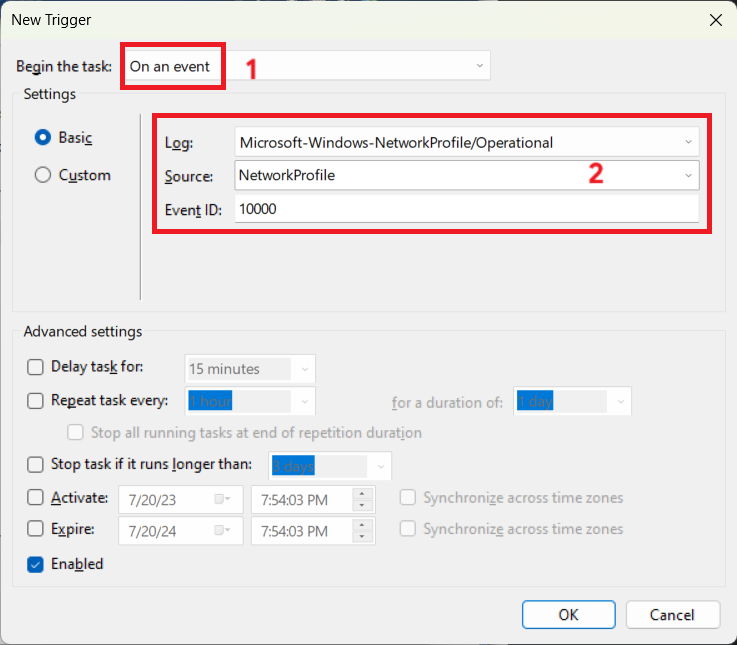 New Trigger
Begin the task: On an event 1
Settings
Basic
Custom
Log: Microsoft-Windows-NetworkProfile/Operational
Source: NetworkProfile 2
Event ID: 10000
Advanced settings
Delay task for: 15 minutes
Repeat task every: 1 hour for a duration of: 1 day
Stop all running tasks at end of repetition duration
Stop task if it runs longer than: 3 days
Activate: 7/20/23 7:54:03 PM Synchronize across time zones
Expire: 7/20/24 7:54:03 PM Synchronize across time zones
Enabled
OK Cancel